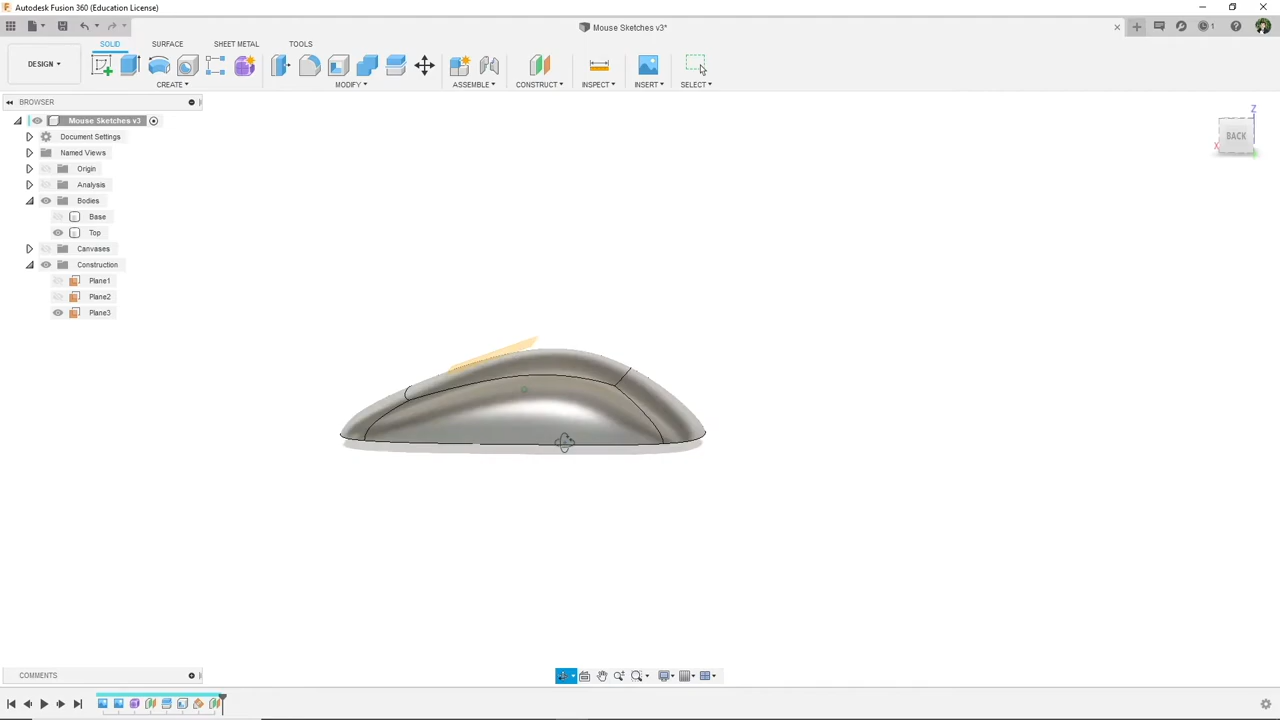 Autodesk Fusion 360 (Education License)
Mouse Sketches v3*
1
SOLID
SURFACE
SHEET METAL
TOOLS
DESIGN
CREATE
MODIFY
ASSEMBLE
CONSTRUCT
INSPECT
INSERT
SELECT
BROWSER
Mouse Sketches v3
Document Settings
Named Views
Origin
Analysis
Bodies
Base
Top
Canvases
Construction
Plane1
Plane2
Plane3
Z
BACK
X
COMMENTS